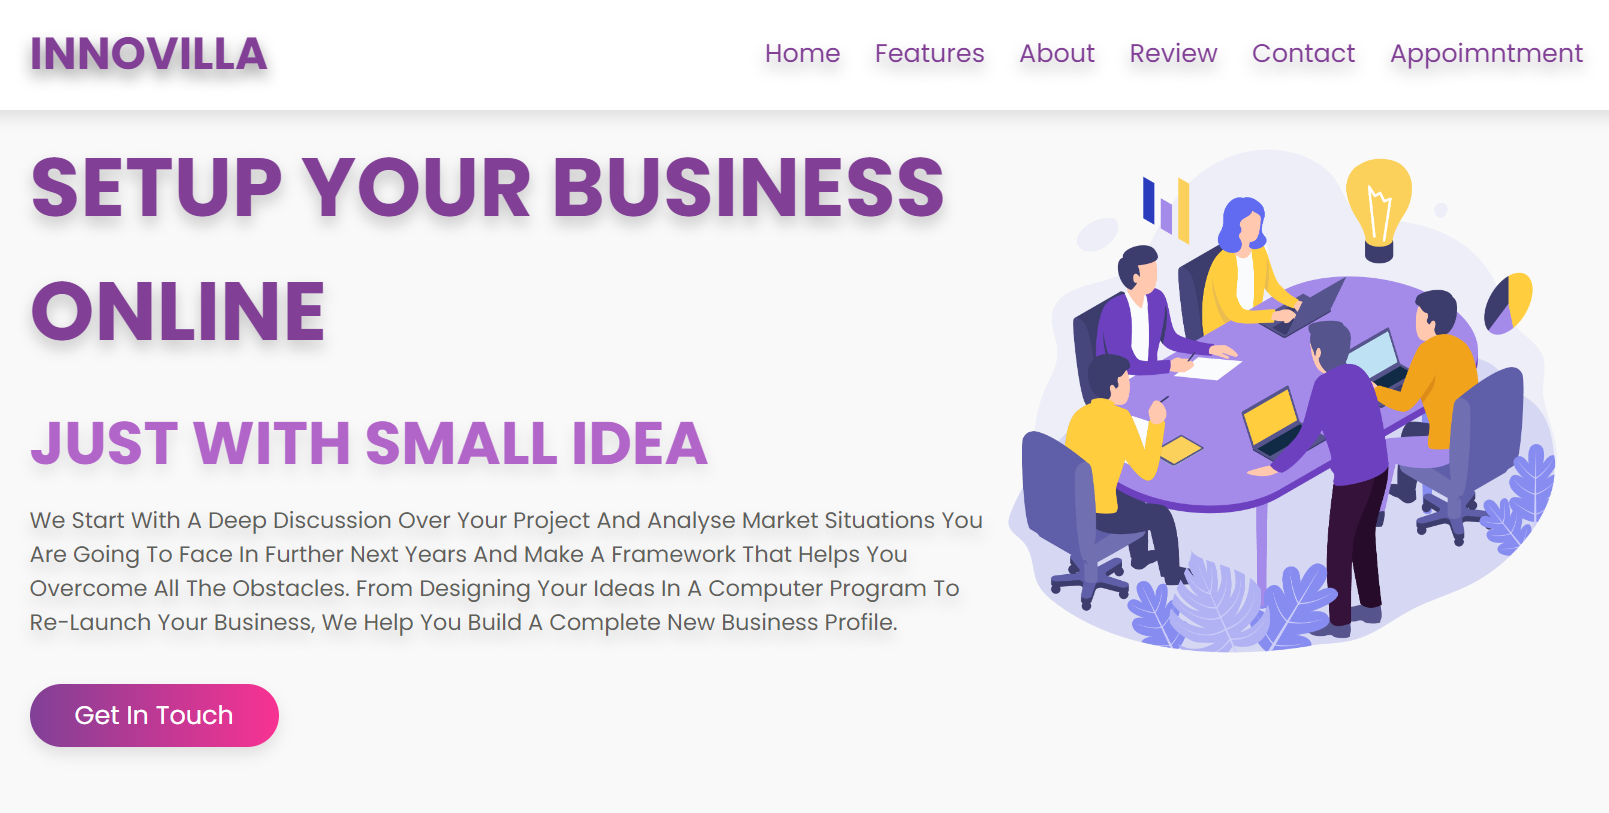 INNOVILLA
Home Features About Review Contact Appoimntment
SETUP YOUR BUSINESS
ONLINE
JUST WITH SMALL IDEA
We Start With A Deep Discussion Over Your Project And Analyse Market Situations You
Are Going To Face In Further Next Years And Make A Framework That Helps You
Overcome All The Obstacles. From Designing Your Ideas In A Computer Program To
Re-Launch Your Business, We Help You Build A Complete New Business Profile.
Get In Touch